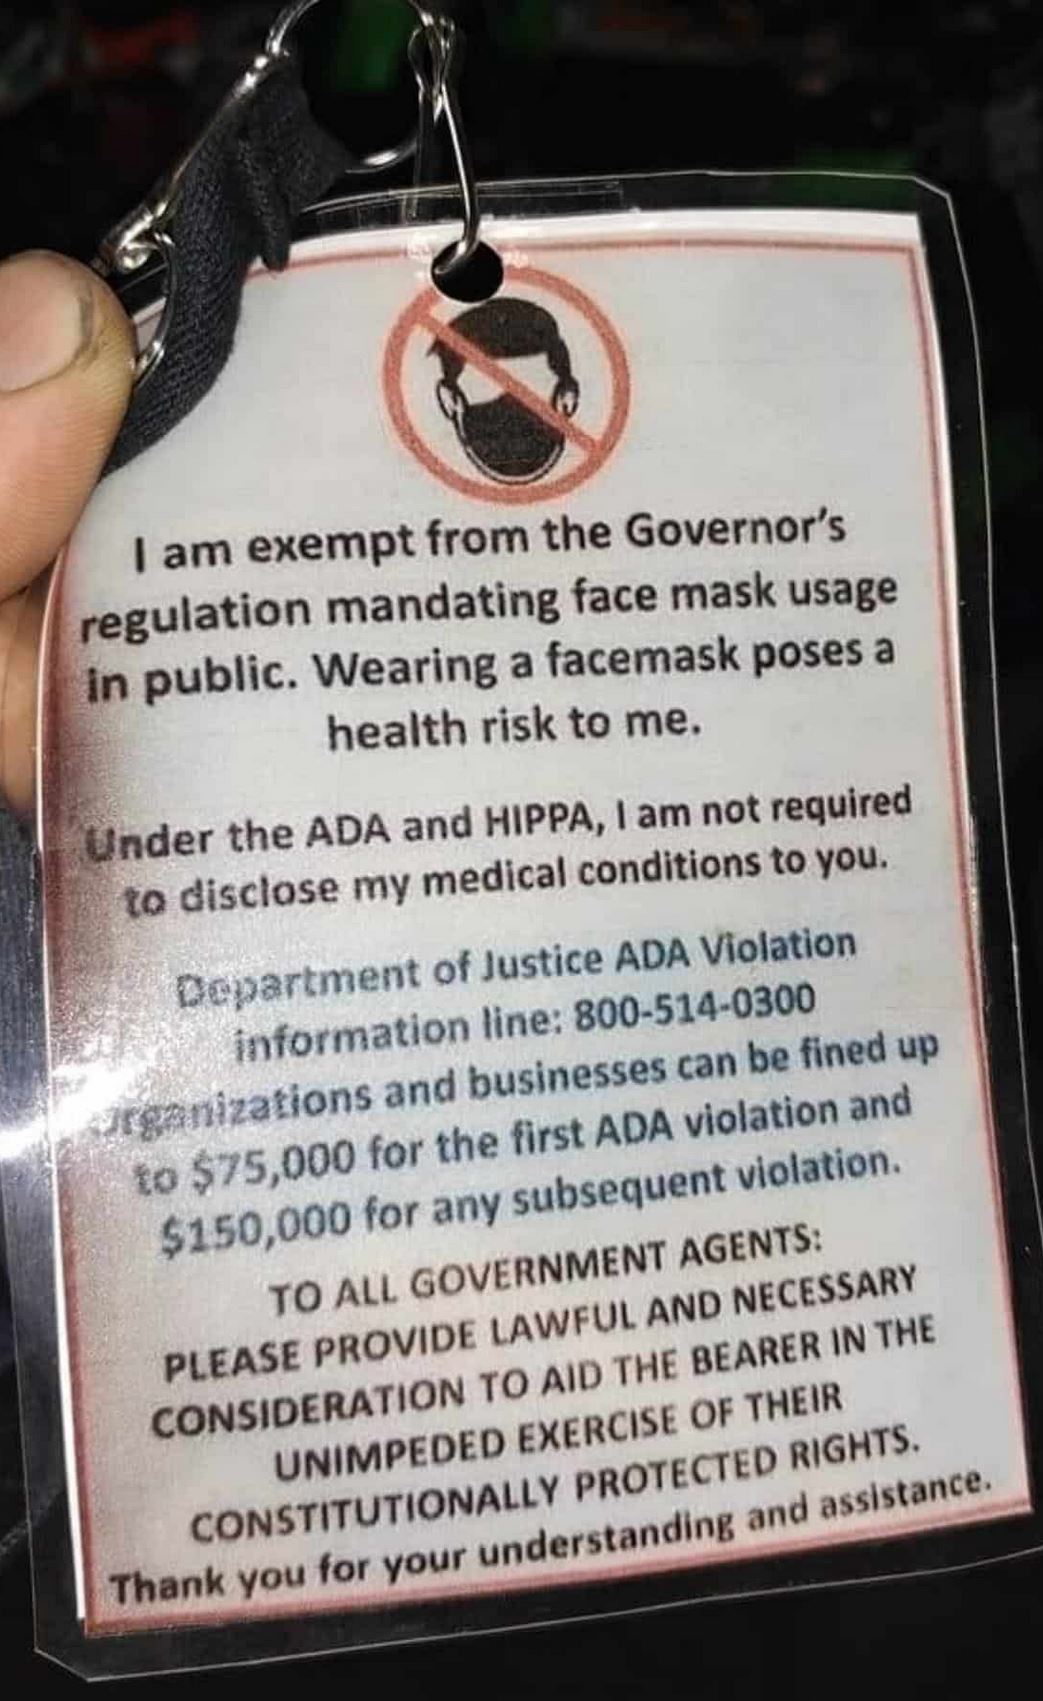 I am exempt from the Governor's
regulation mandating face mask usage
in public. Wearing a facemask poses a
health risk to me.
Under the ADA and HIPPA, I am not required
to disclose my medical conditions to you.
Department of Justice ADA Violation
information line: 800-514-0300
Organizations and businesses can be fined up
to $75,000 for the first ADA violation and
$150,000 for any subsequent violation.
TO ALL GOVERNMENT AGENTS:
PLEASE PROVIDE LAWFUL AND NECESSARY
CONSIDERATION TO AID THE BEARER IN THE
UNIMPEDED EXERCISE OF THEIR
CONSTITUTIONALLY PROTECTED RIGHTS.
Thank you for your understanding and assistance.